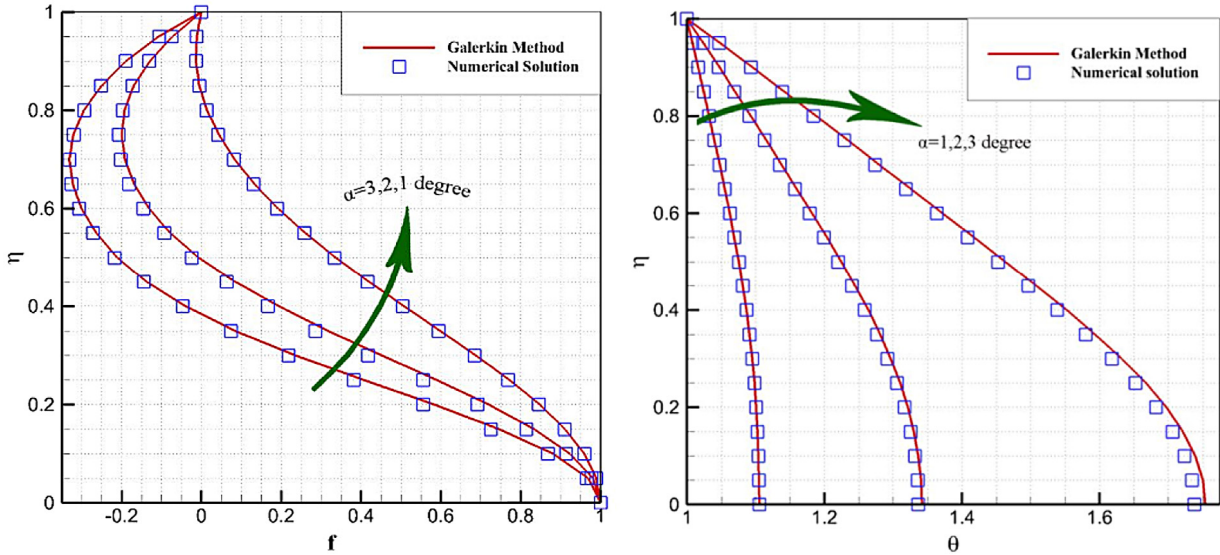 Galerkin Method
Numerical Solution
α=3,2,1 degree
η
1
0.8
0.6
0.4
0.2
0
-0.2
0
0.2
0.4
0.6
0.8
1
f
Galerkin Method
Numerical solution
α=1,2,3 degree
η
1
0.8
0.6
0.4
0.2
0
1
1.2
1.4
1.6
θ